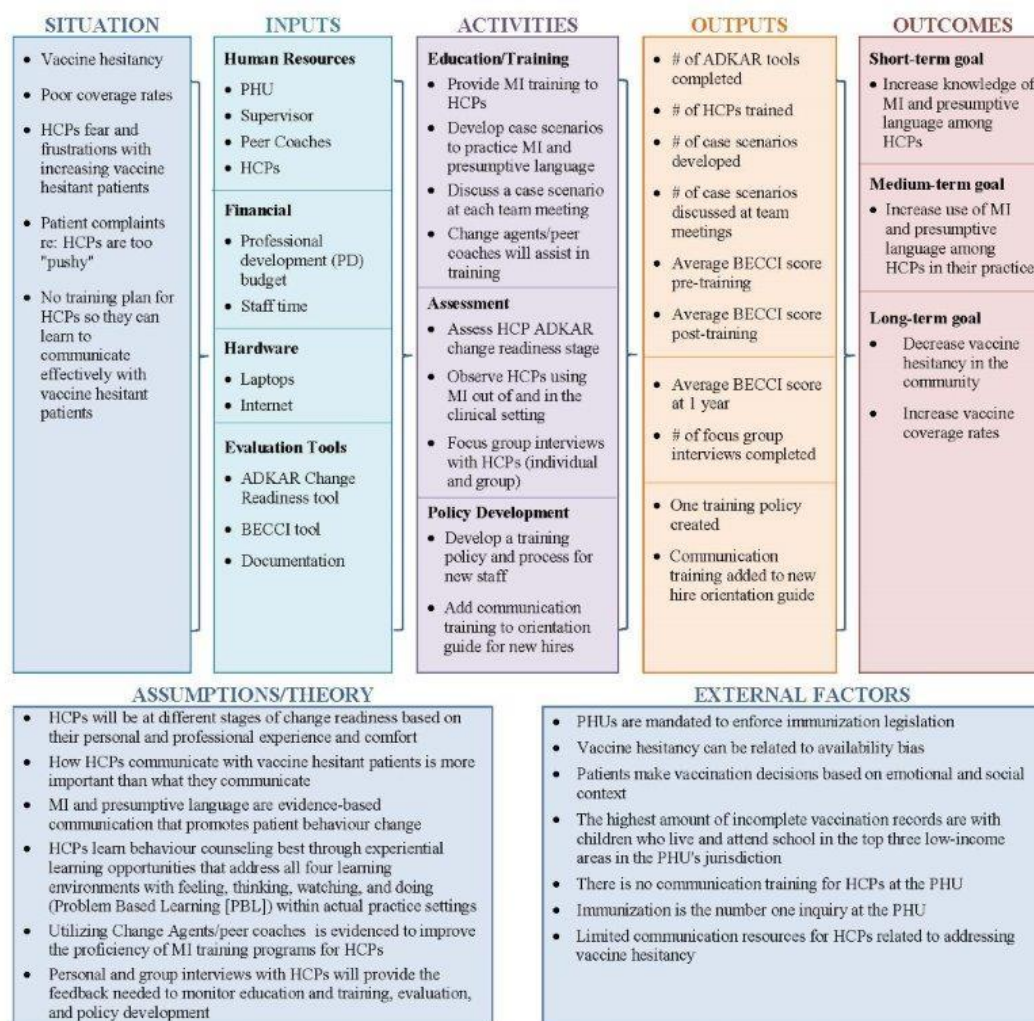 SITUATION
• Vaccine hesitancy
• Poor coverage rates
• HCPs fear and
frustrations with
increasing vaccine
hesitant patients
• Patient complaints
re: HCPs are too
"pushy"
• No training plan for
HCPs so they can
learn to
communicate
effectively with
vaccine hesitant
patients
INPUTS
Human Resources
• PHU
• Supervisor
• Peer Coaches
• HCPs
Financial
• Professional
development (PD)
budget
• Staff time
Hardware
• Laptops
• Internet
Evaluation Tools
• ADKAR Change
Readiness tool
• BECCI tool
• Documentation
ACTIVITIES
Education/Training
• Provide MI training to
HCPs
• Develop case scenarios
to practice MI and
presumptive language
• Discuss a case scenario
at each team meeting
• Change agents/peer
coaches will assist in
training
Assessment
• Assess HCP ADKAR
change readiness stage
• Observe HCPs using
MI out of and in the
clinical setting
• Focus group interviews
with HCPs (individual
and group)
Policy Development
• Develop a training
policy and process for
new staff
• Add communication
training to orientation
guide for new hires
OUTPUTS
• # of ADKAR tools
completed
• # of HCPs trained
• # of case scenarios
developed
• # of case scenarios
discussed at team
meetings
• Average BECCI score
pre-training
• Average BECCI score
post-training
• Average BECCI score
at 1 year
• # of focus group
interviews completed
• One training policy
created
• Communication
training added to new
hire orientation guide
OUTCOMES
Short-term goal
• Increase knowledge of
MI and presumptive
language among
HCPs
Medium-term goal
• Increase use of MI
and presumptive
language among
HCPs in their practice
Long-term goal
• Decrease vaccine
hesitancy in the
community
• Increase vaccine
coverage rates
ASSUMPTIONS/THEORY
• HCPs will be at different stages of change readiness based on
their personal and professional experience and comfort
• How HCPs communicate with vaccine hesitant patients is more
important than what they communicate
• MI and presumptive language are evidence-based
communication that promotes patient behaviour change
• HCPs learn behaviour counseling best through experiential
learning opportunities that address all four learning
environments with feeling, thinking, watching, and doing
(Problem Based Learning [PBL]) within actual practice settings
• Utilizing Change Agents/peer coaches is evidenced to improve
the proficiency of MI training programs for HCPs
• Personal and group interviews with HCPs will provide the
feedback needed to monitor education and training, evaluation,
and policy development
EXTERNAL FACTORS
• PHUs are mandated to enforce immunization legislation
• Vaccine hesitancy can be related to availability bias
• Patients make vaccination decisions based on emotional and social
context
• The highest amount of incomplete vaccination records are with
children who live and attend school in the top three low-income
areas in the PHU's jurisdiction
• There is no communication training for HCPs at the PHU
• Immunization is the number one inquiry at the PHU
• Limited communication resources for HCPs related to addressing
vaccine hesitancy